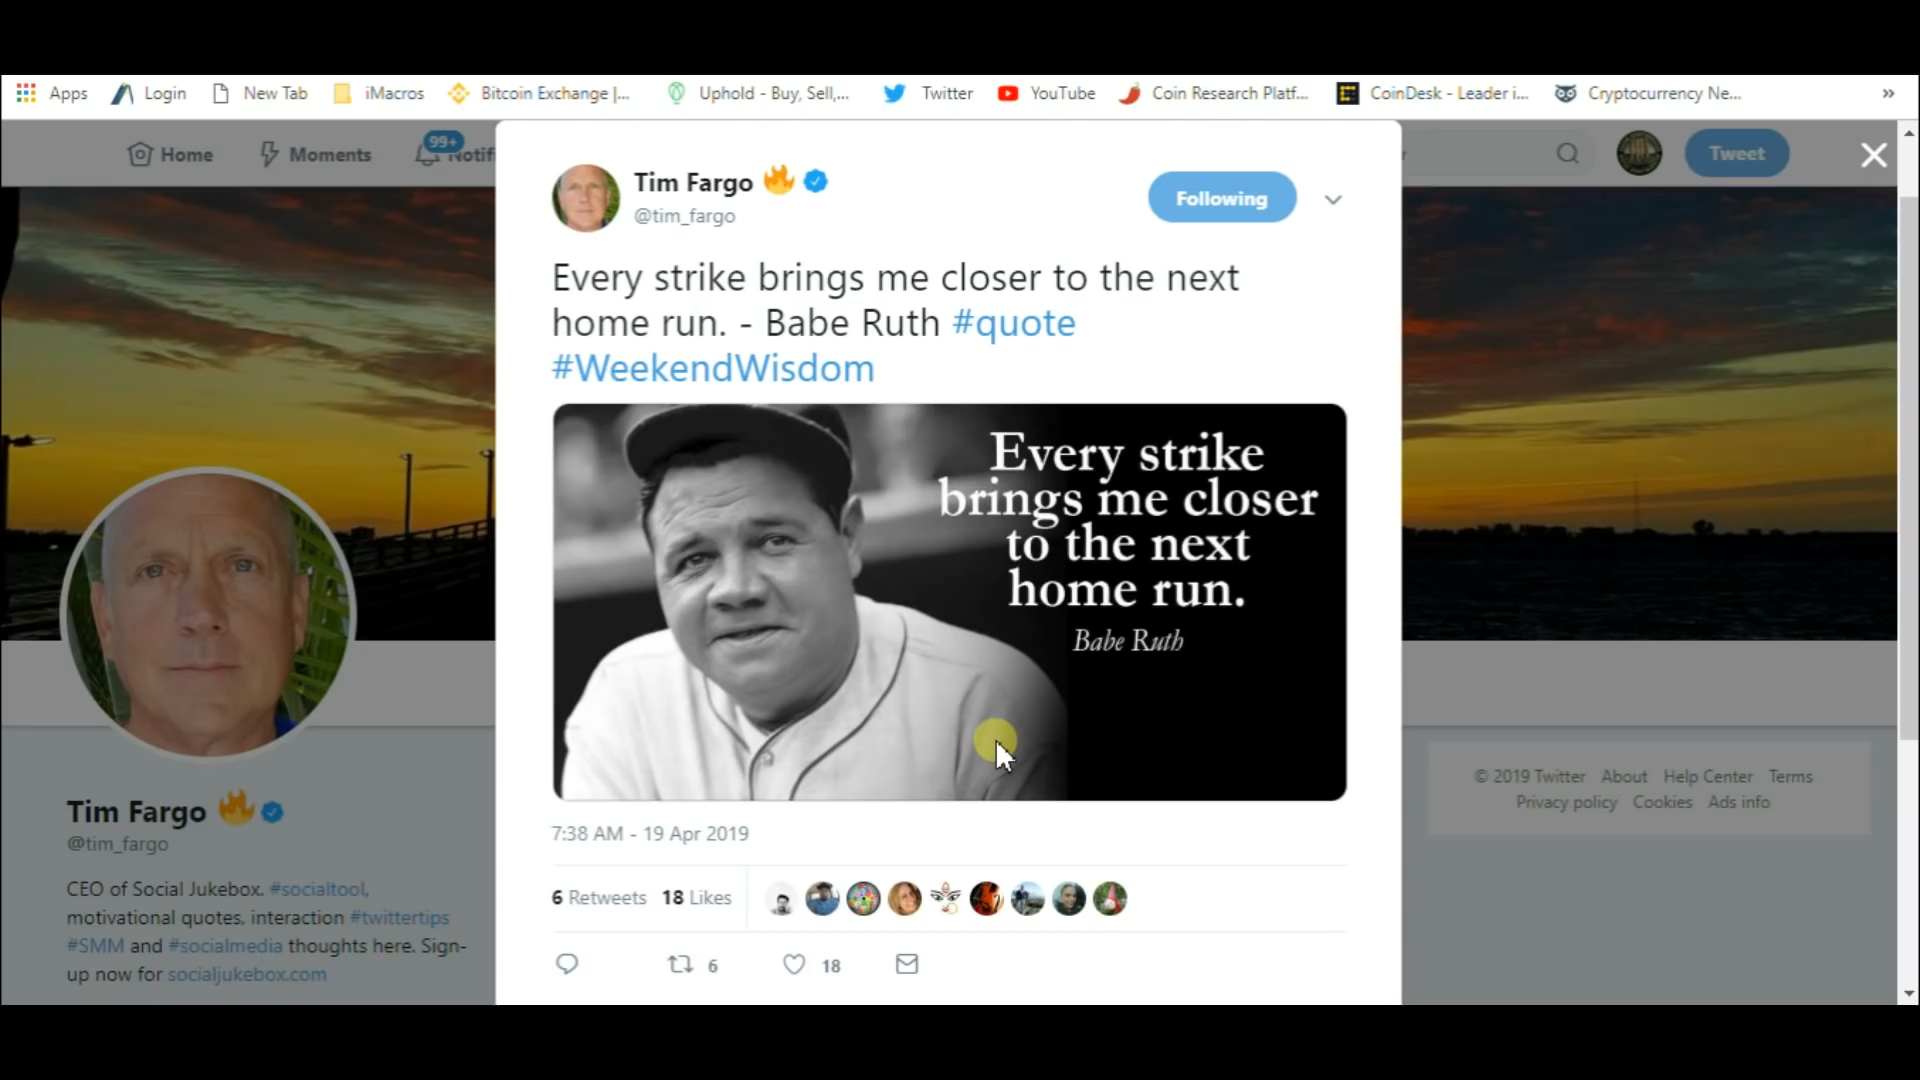 Apps Login New Tab iMacros Bitcoin Exchange |... Uphold - Buy, Sell,... Twitter YouTube Coin Research Platf... CoinDesk - Leader i... Cryptocurrency Ne... »
Home Moments 99+ Notif Tweet
Tim Fargo
@tim_fargo
Following
Every strike brings me closer to the next
home run. - Babe Ruth #quote
#WeekendWisdom
Every strike
brings me closer
to the next
home run.
Babe Ruth
7:38 AM - 19 Apr 2019
6 Retweets 18 Likes
6 18
Tim Fargo
@tim_fargo
CEO of Social Jukebox. #socialtool,
motivational quotes, interaction #twittertips
#SMM and #socialmedia thoughts here. Sign-
up now for socialjukebox.com
© 2019 Twitter About Help Center Terms
Privacy policy Cookies Ads info